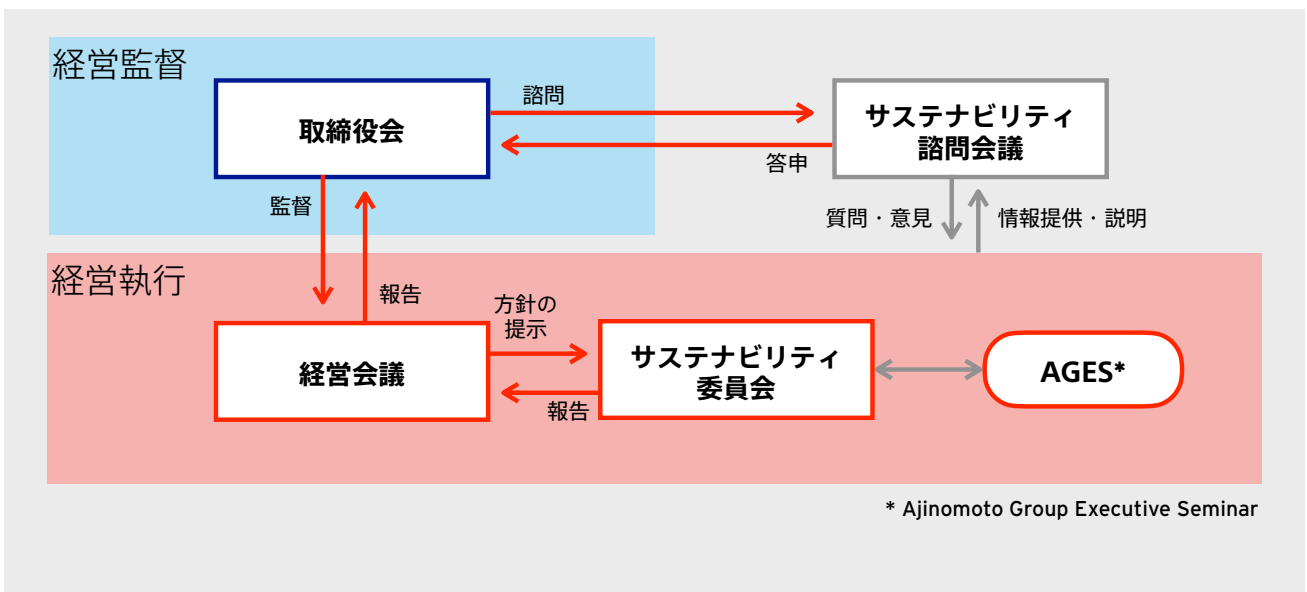 経営監督
取締役会
諮問
答申
サステナビリティ
諮問会議
監督
報告
質問・意見
情報提供・説明
経営執行
経営会議
方針の
提示
報告
サステナビリティ
委員会
AGES*
* Ajinomoto Group Executive Seminar